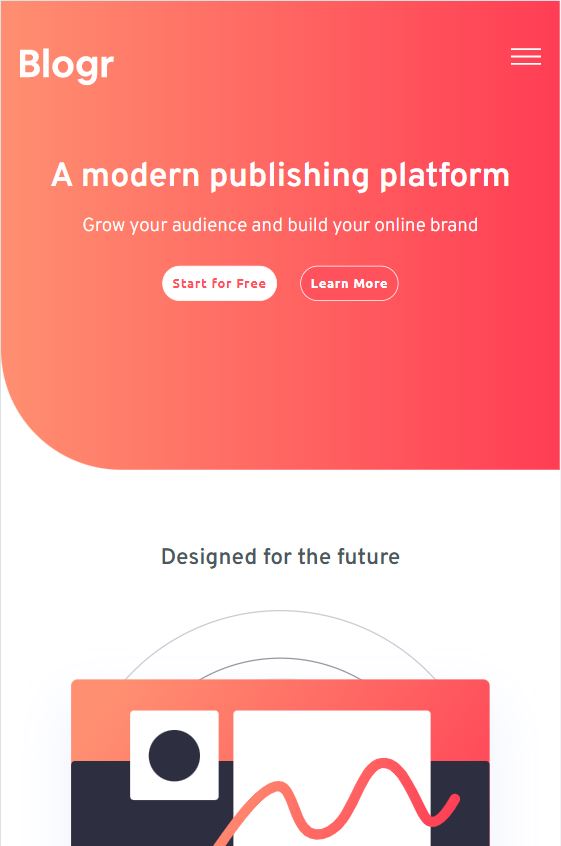 Blogr
A modern publishing platform
Grow your audience and build your online brand
Start for Free
Learn More
Designed for the future